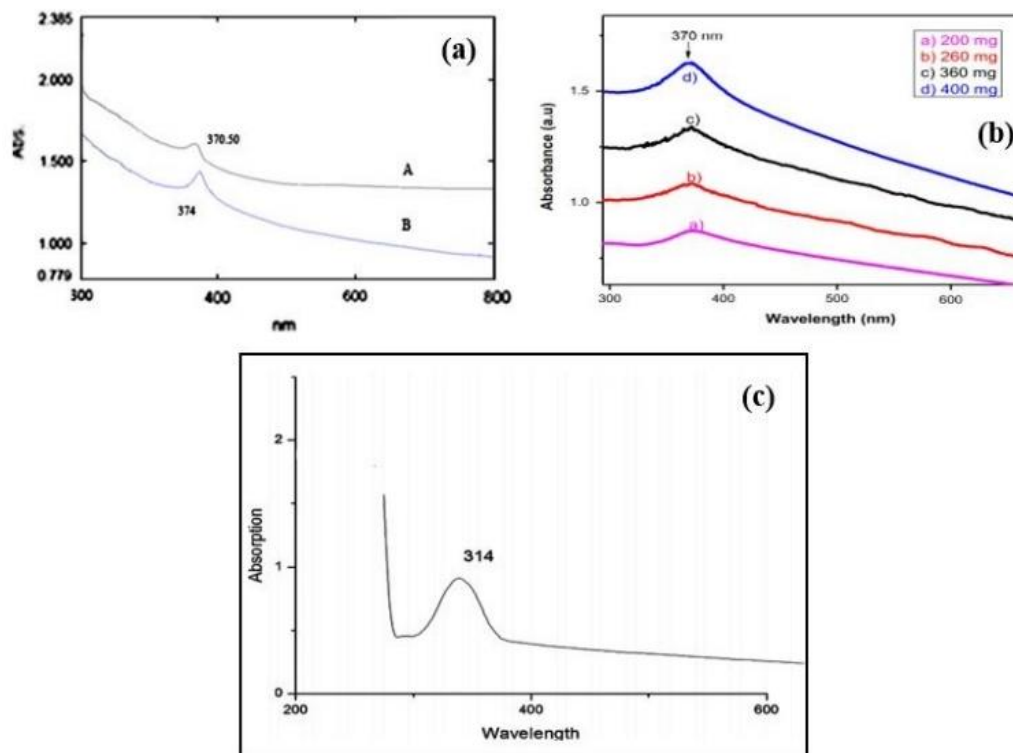 2.385
2.000
1.500
1.000
0.779
ABS.
(a)
370.50
374
A
B
300
400
600
800
nm
370 nm
a) 200 mg
b) 260 mg
c) 360 mg
d) 400 mg
(b)
d)
c)
b)
a)
1.5
1.0
Absorbance (a.u)
300
400
500
600
Wavelength (nm)
(c)
2
1
0
Absorption
314
200
400
600
Wavelength